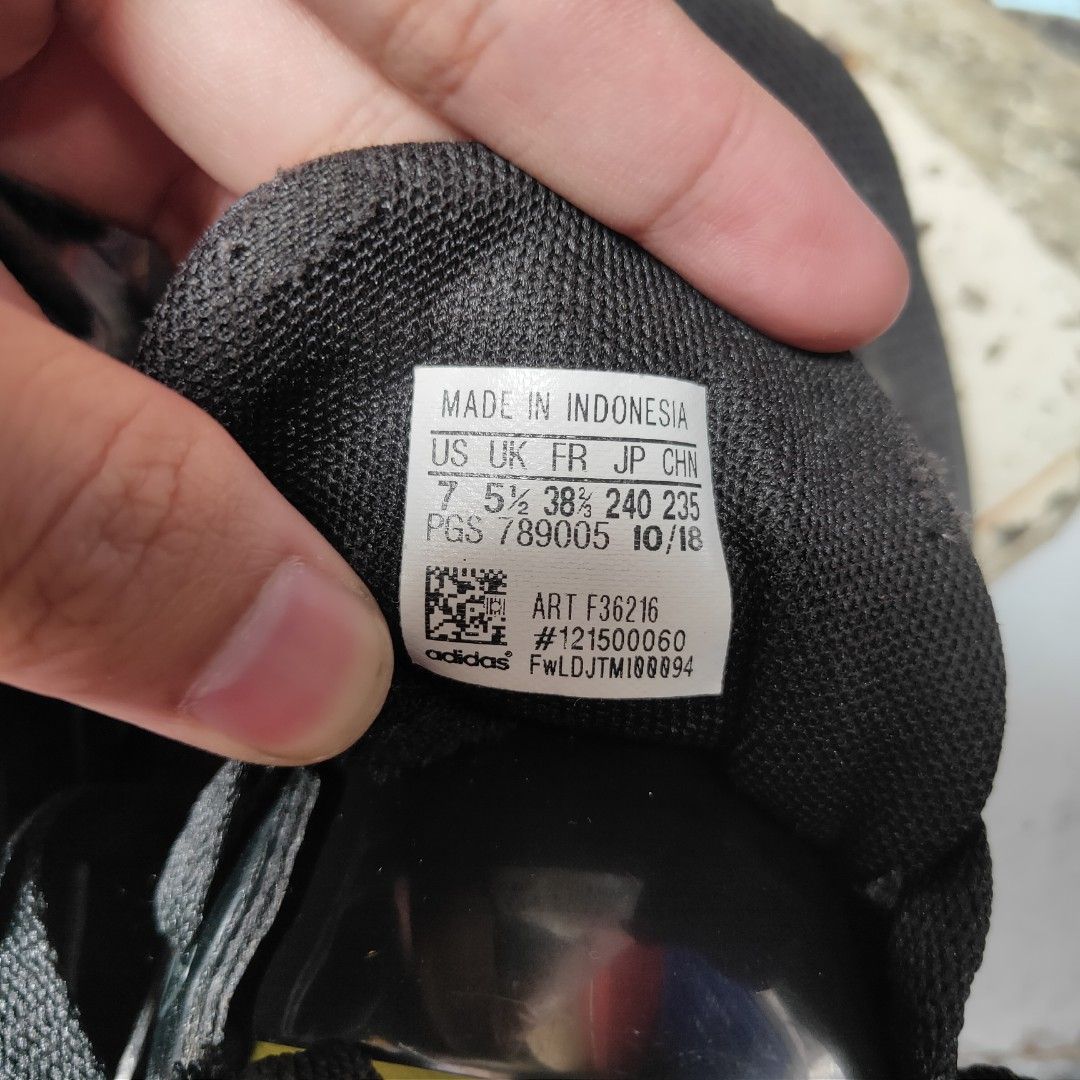 MADE IN INDONESIA
US UK FR JP CHN
7 5½ 38⅔ 240 235
PGS 789005 10/18
ART F36216
#121500060
adidas® FwLDJTMI00094